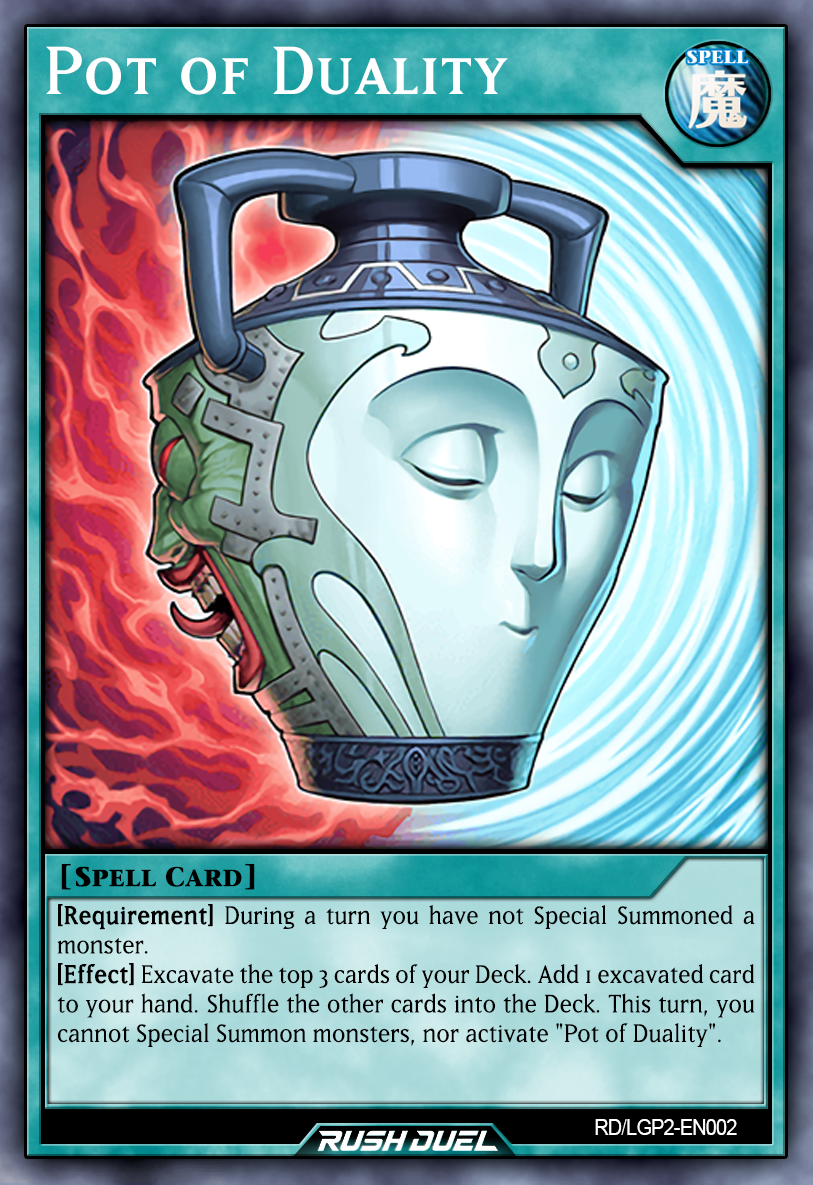 Pot of Duality
SPELL
魔
[Spell Card]
[Requirement] During a turn you have not Special Summoned a
monster.
[Effect] Excavate the top 3 cards of your Deck. Add 1 excavated card
to your hand. Shuffle the other cards into the Deck. This turn, you
cannot Special Summon monsters, nor activate "Pot of Duality".
RUSH DUEL
RD/LGP2-EN002